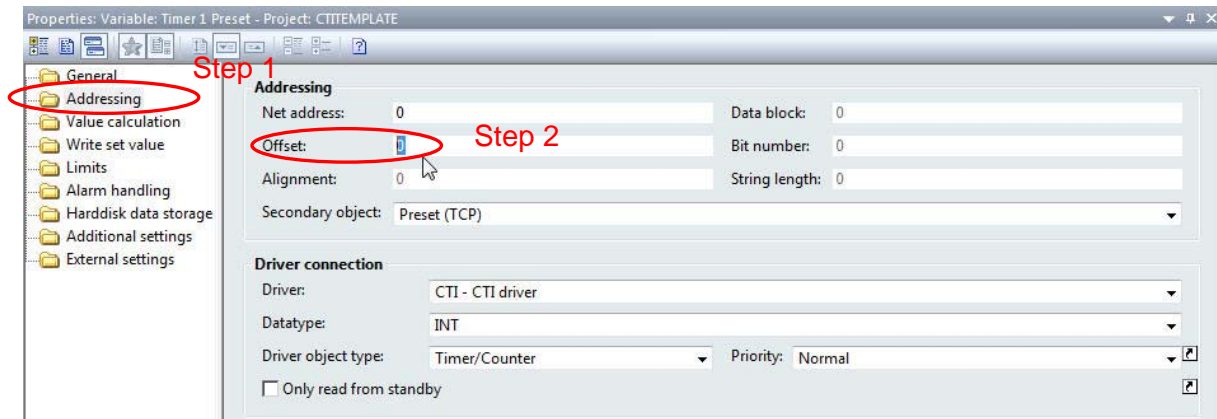 Properties: Variable: Timer 1 Preset - Project: CTITEMPLATE
Step 1
General
Addressing
Value calculation
Write set value
Limits
Alarm handling
Harddisk data storage
Additional settings
External settings
Addressing
Net address: 0 Data block: 0
Offset: 0 Step 2 Bit number: 0
Alignment: 0 String length: 0
Secondary object: Preset (TCP)
Driver connection
Driver: CTI - CTI driver
Datatype: INT
Driver object type: Timer/Counter Priority: Normal
Only read from standby